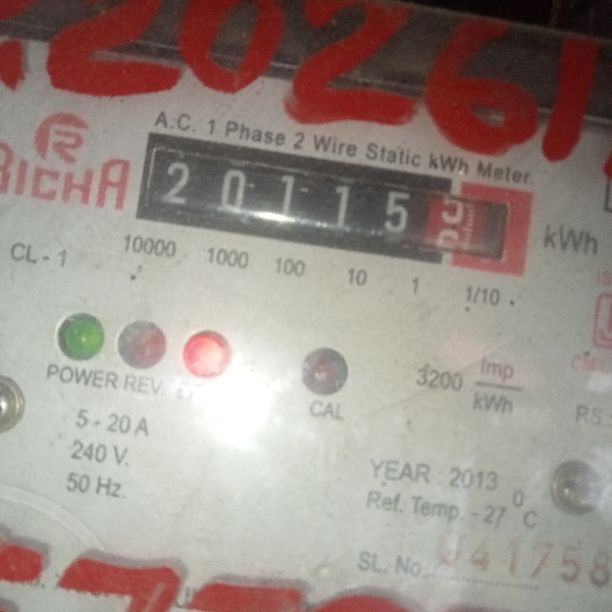 20261
A.C. 1 Phase 2 Wire Static kWh Meter.
RICHA
20115
kWh
CL - 1
10000 1000 100 10 1 1/10
POWER REV.
CAL
3200 Imp/kWh
5 - 20 A
240 V.
50 Hz.
YEAR : 2013
Ref. Temp. - 27 °C
SL. No. 41758